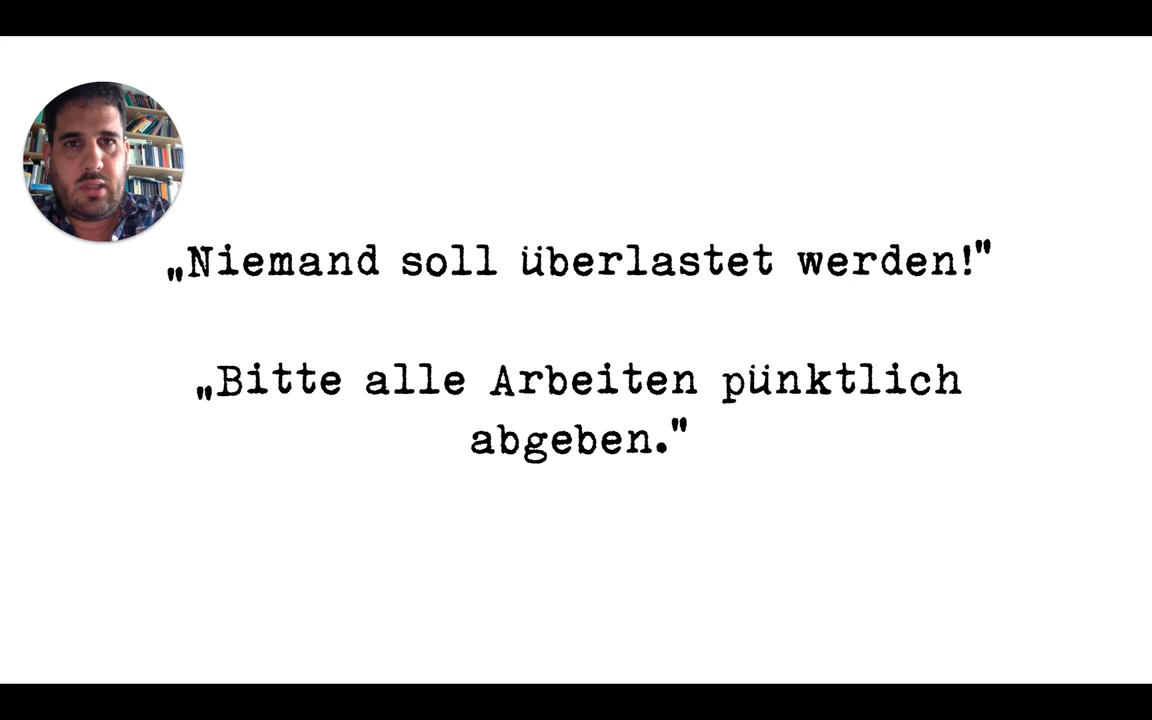 „Niemand soll überlastet werden!"
„Bitte alle Arbeiten pünktlich
abgeben."